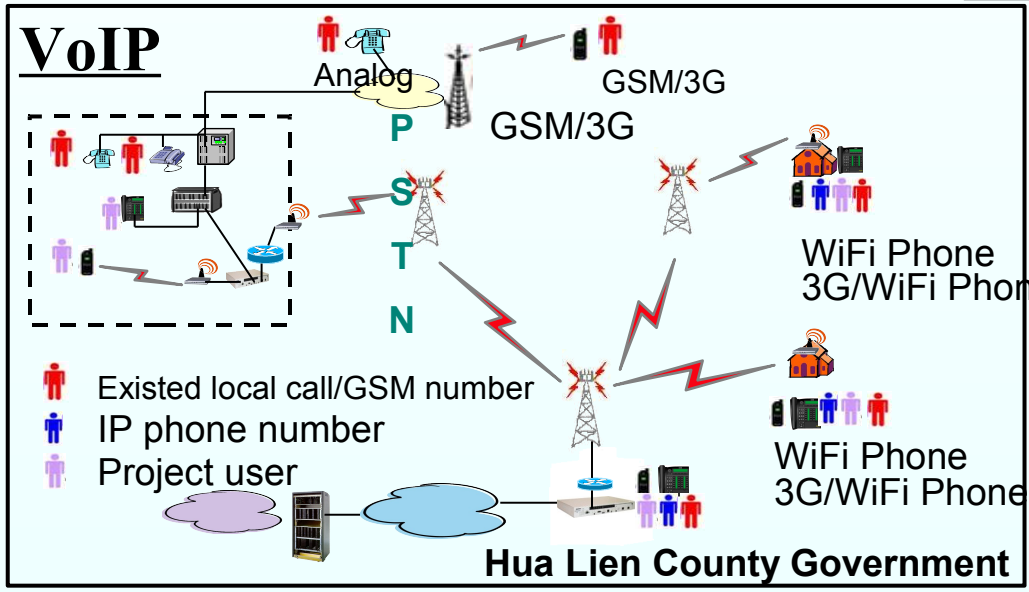 VoIP
Analog
GSM/3G
GSM/3G
P
S
T
N
WiFi Phone
3G/WiFi Phon
Existed local call/GSM number
IP phone number
Project user
WiFi Phone
3G/WiFi Phone
Hua Lien County Government